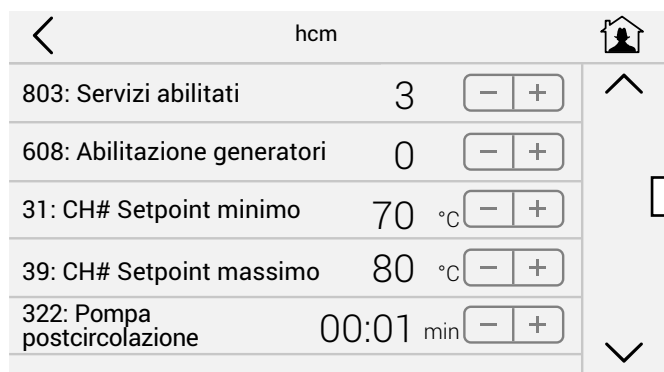 hcm
803: Servizi abilitati 3 − +
608: Abilitazione generatori 0 − +
31: CH# Setpoint minimo 70 °C − +
39: CH# Setpoint massimo 80 °C − +
322: Pompa
postcircolazione 00:01 min − +